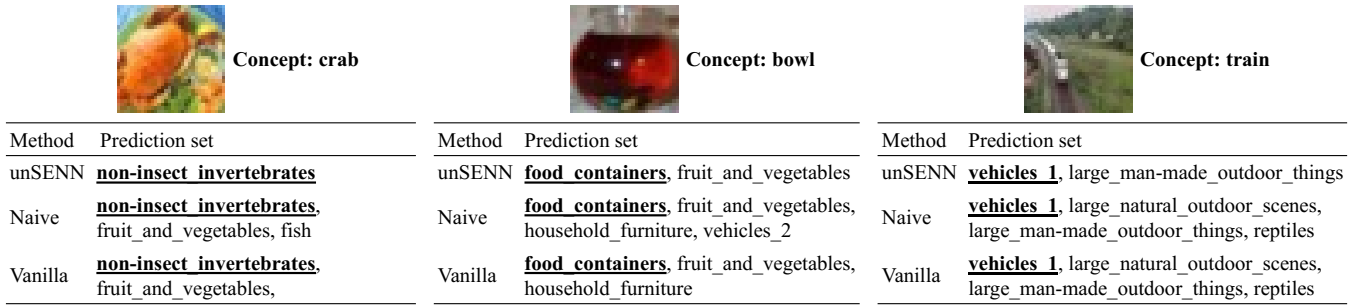 Concept: crab
Method Prediction set
unSENN non-insect_invertebrates
Naive non-insect_invertebrates,
fruit_and_vegetables, fish
Vanilla non-insect_invertebrates,
fruit_and_vegetables,
Concept: bowl
Method Prediction set
unSENN food_containers, fruit_and_vegetables
Naive food_containers, fruit_and_vegetables,
household_furniture, vehicles_2
Vanilla food_containers, fruit_and_vegetables,
household_furniture
Concept: train
Method Prediction set
unSENN vehicles_1, large_man-made_outdoor_things
Naive vehicles_1, large_natural_outdoor_scenes,
large_man-made_outdoor_things, reptiles
Vanilla vehicles_1, large_natural_outdoor_scenes,
large_man-made_outdoor_things, reptiles